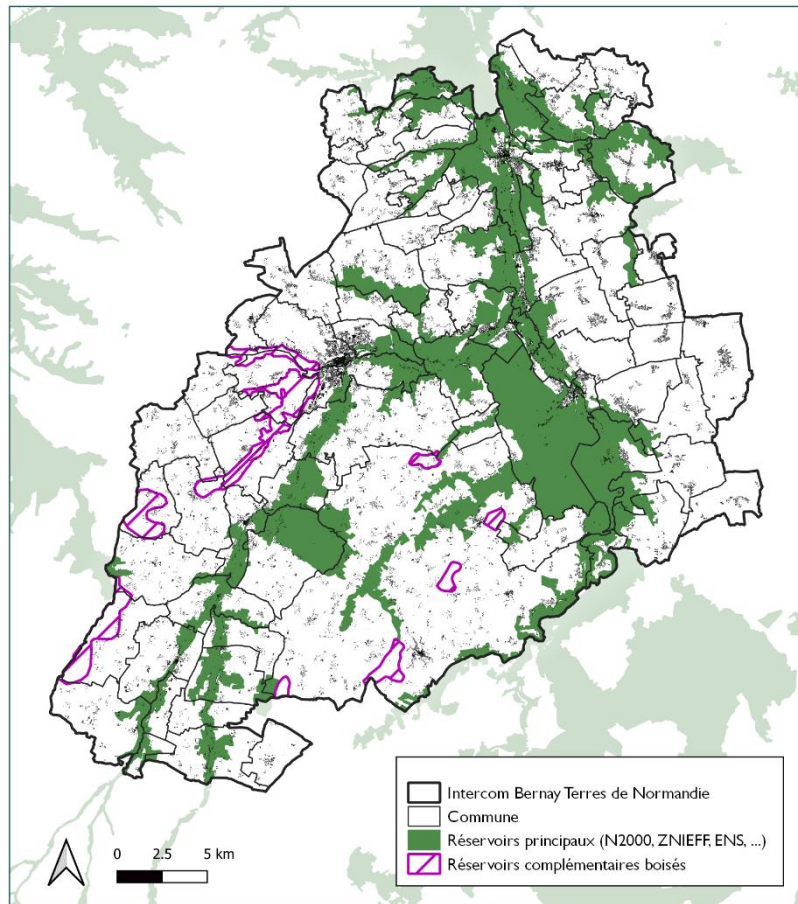 Intercom Bernay Terres de Normandie
Commune
Réservoirs principaux (N2000, ZNIEFF, ENS, ...)
Réservoirs complémentaires boisés
0 2.5 5 km